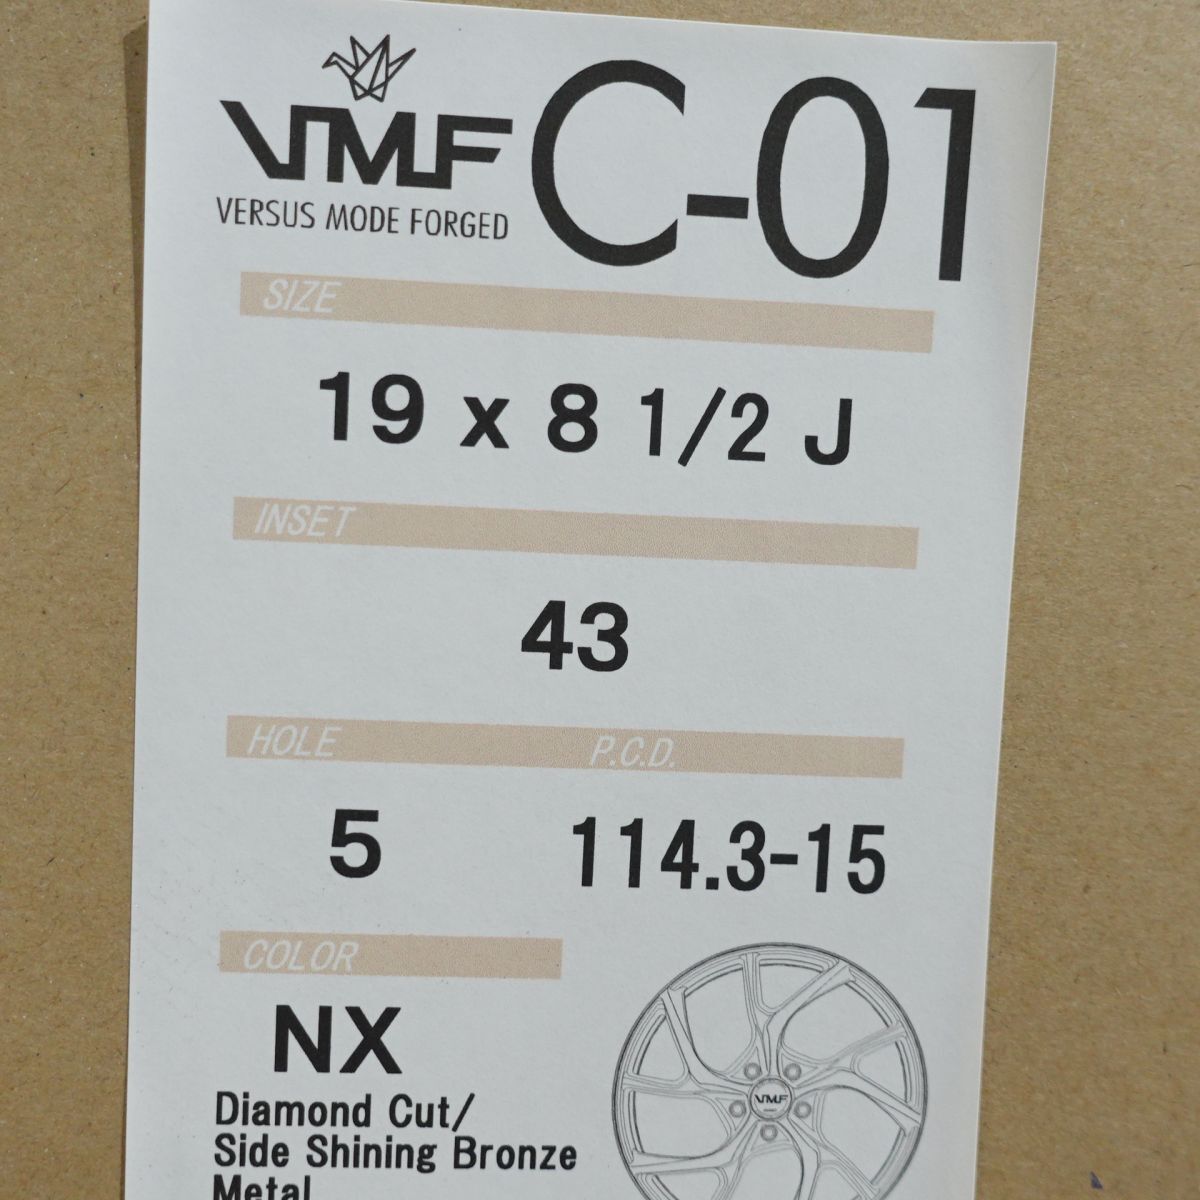 VMF C-01
VERSUS MODE FORGED
SIZE
19 x 8 1/2 J
INSET
43
HOLE P.C.D.
5 114.3-15
COLOR
NX
Diamond Cut/
Side Shining Bronze
Metal
VMF